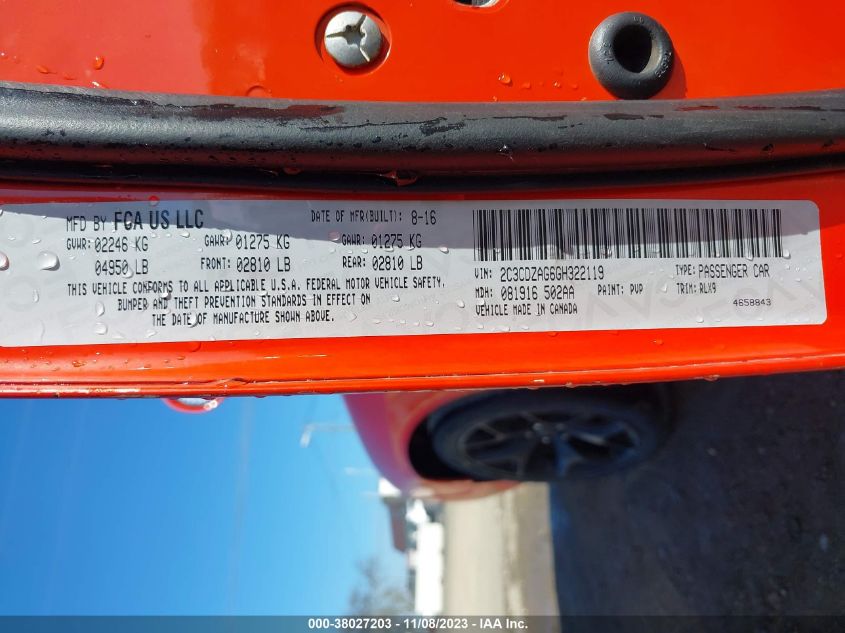 MFD BY FCA US LLC DATE OF MFR(BUILT): 8-16
GVWR:02246 KG GAWR:01275 KG GAWR:01275 KG
04950 LB FRONT: 02810 LB REAR: 02810 LB
THIS VEHICLE CONFORMS TO ALL APPLICABLE U.S.A. FEDERAL MOTOR VEHICLE SAFETY,
BUMPER AND THEFT PREVENTION STANDARDS IN EFFECT ON
THE DATE OF MANUFACTURE SHOWN ABOVE.
VIN: 2C3CDZAG6GH322119 TYPE: PASSENGER CAR
MDH: 081916 502AA PAINT: PVP TRIM: RLX9
VEHICLE MADE IN CANADA 4658843
000-38027203 - 11/08/2023 - IAA Inc.